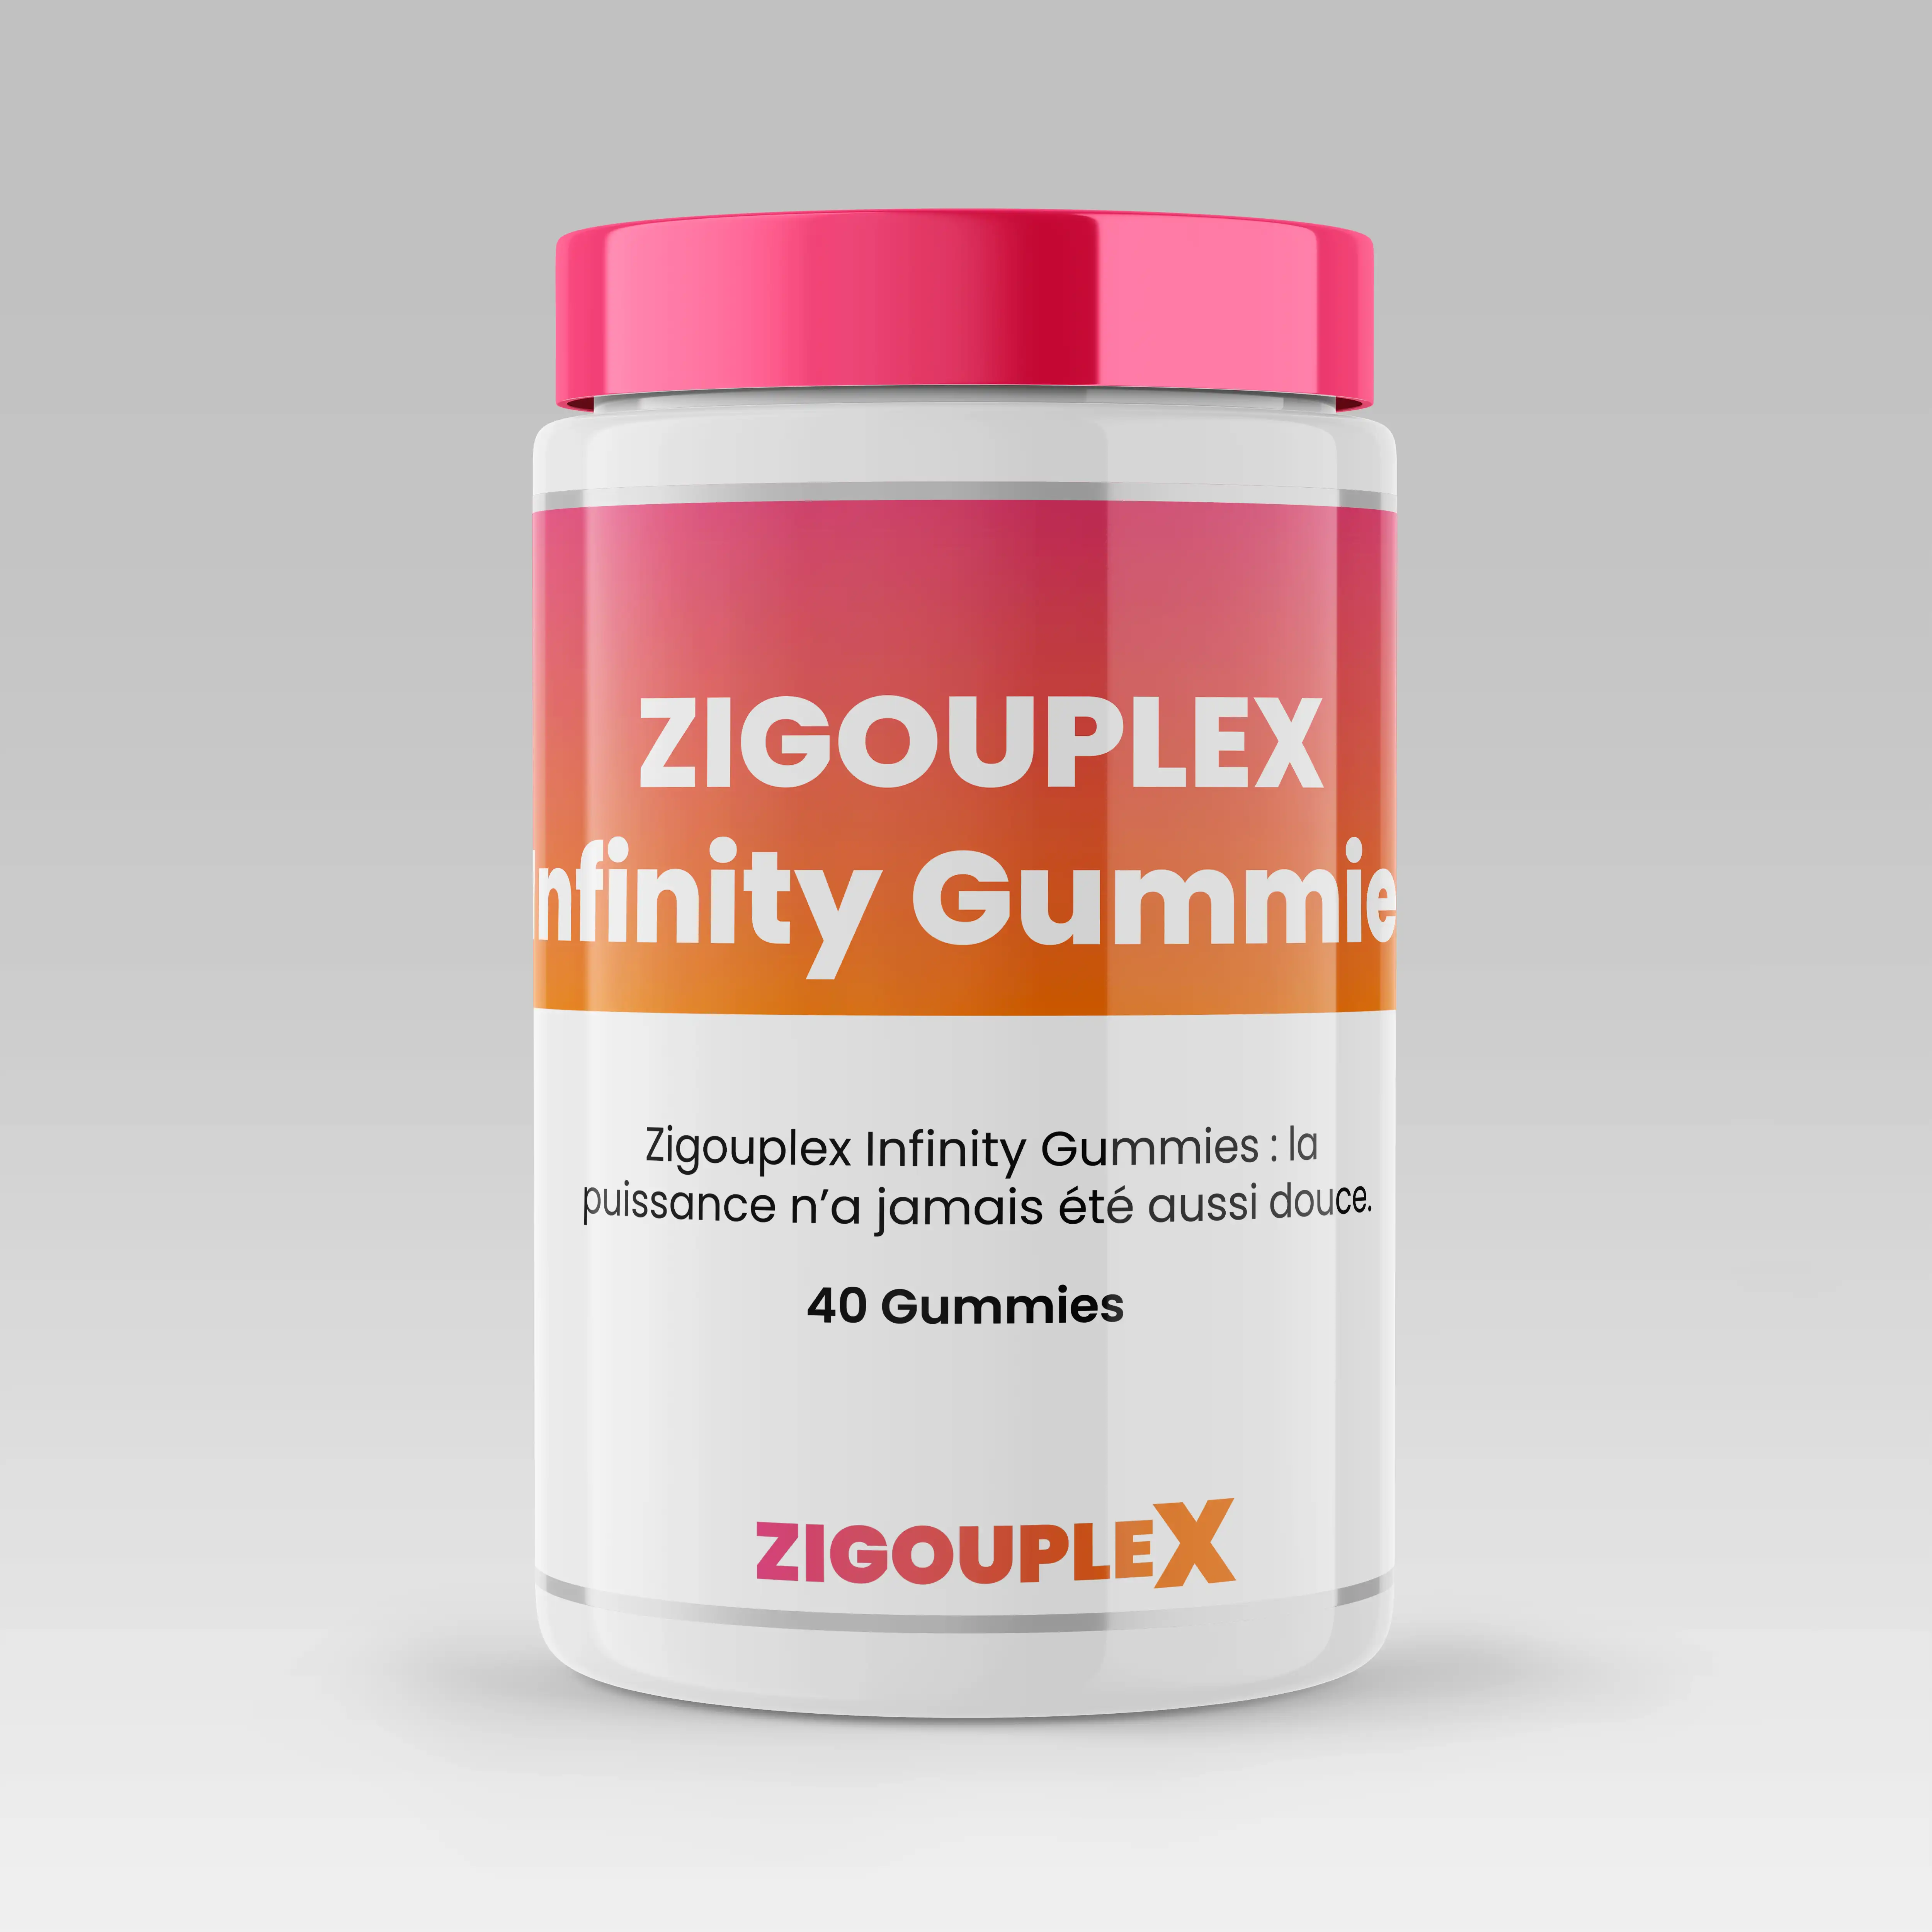 ZIGOUPLEX
Infinity Gummie
Zigouplex Infinity Gummies : la
puissance n’a jamais été aussi douce.
40 Gummies
ZIGOUPLEX